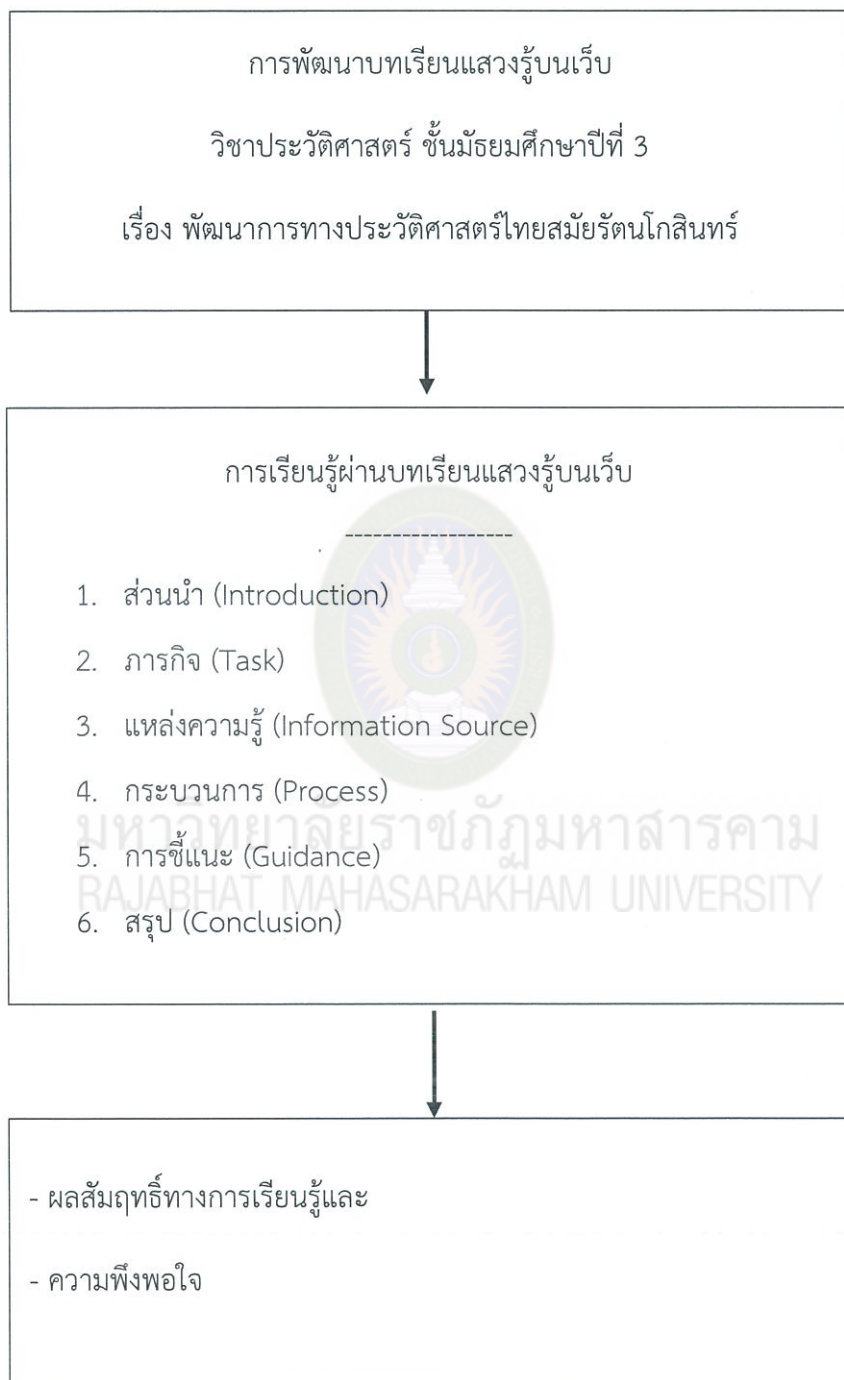 การพัฒนาบทเรียนแสวงรู้บนเว็บ
วิชาประวัติศาสตร์ ชั้นมัธยมศึกษาปีที่ 3
เรื่อง พัฒนาการทางประวัติศาสตร์ไทยสมัยรัตนโกสินทร์
การเรียนรู้ผ่านบทเรียนแสวงรู้บนเว็บ
-------------------
1. ส่วนนำ (Introduction)
2. ภารกิจ (Task)
3. แหล่งความรู้ (Information Source)
4. กระบวนการ (Process)
มหาวิทยาลัยราชภัฏมหาสารคาม
5. การชี้แนะ (Guidance)
RAJABHAT MAHASARAKHAM UNIVERSITY
6. สรุป (Conclusion)
- ผลสัมฤทธิ์ทางการเรียนรู้และ
- ความพึงพอใจ